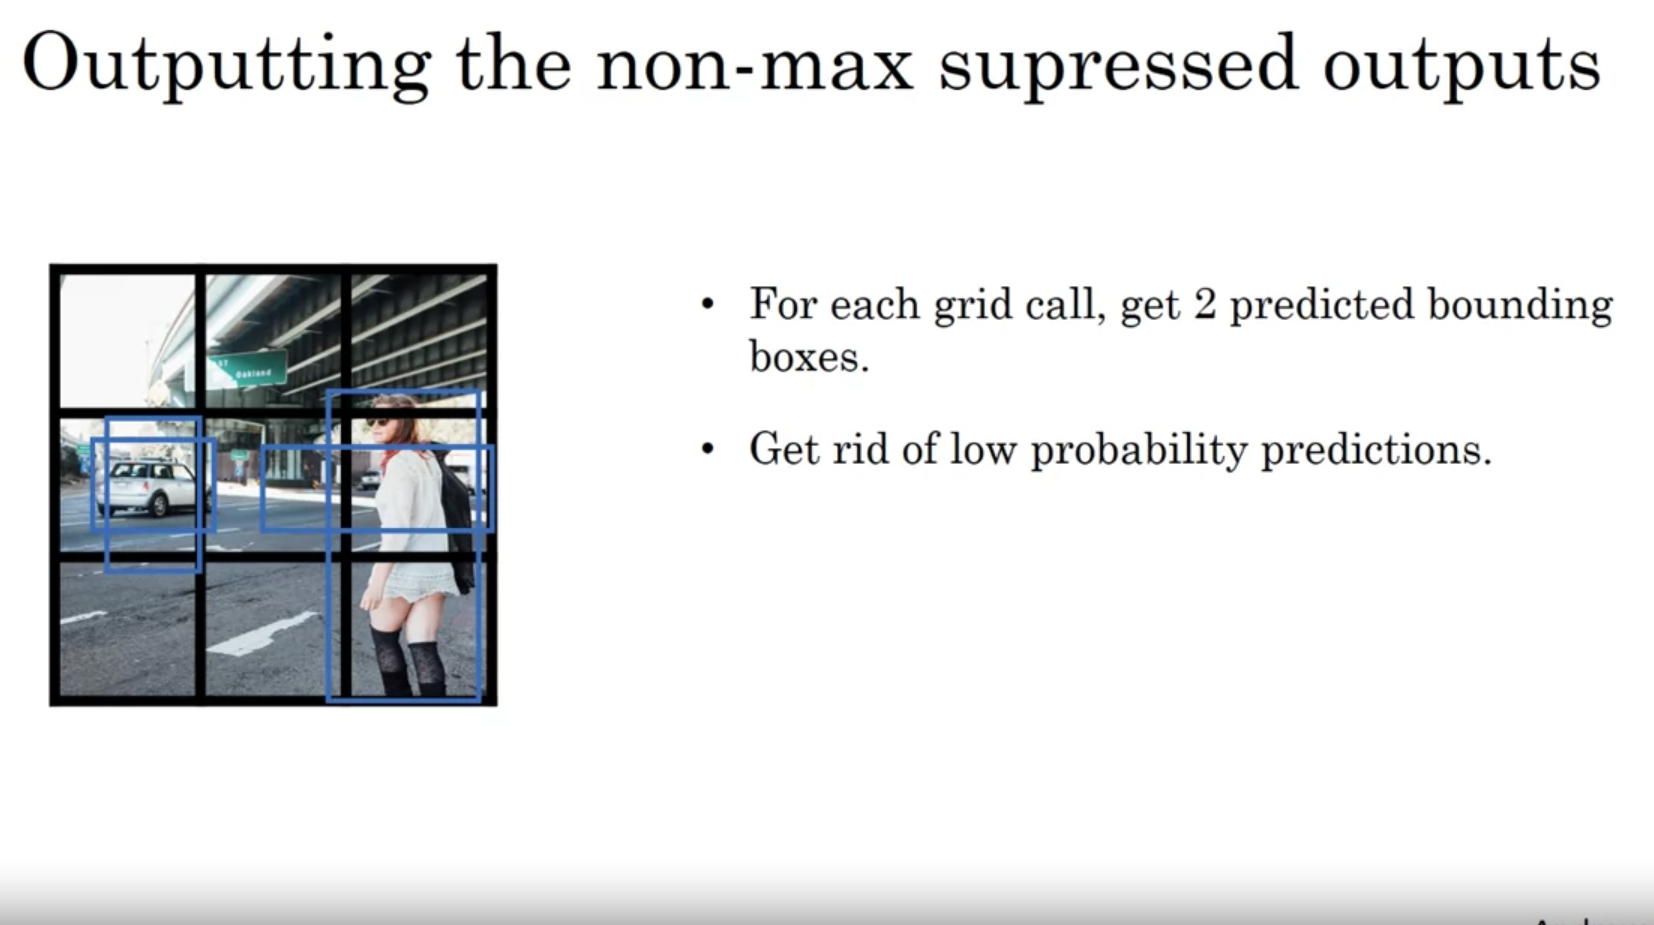 Outputting the non-max supressed outputs
• For each grid call, get 2 predicted bounding
boxes.
• Get rid of low probability predictions.
Oakland